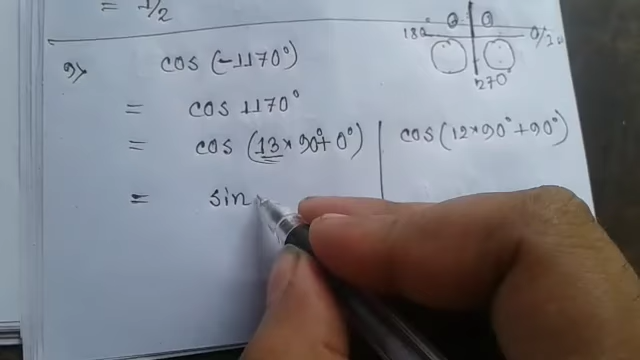 = 1/2
180° 0/360
270°
9) cos (-1170°)
= cos 1170°
= cos (13*90°+0°) | cos (12*90°+90°)
= sin